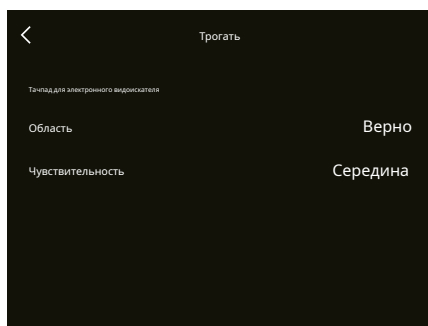 Трогать
Тачпад для электронного видоискателя
Область Верно
Чувствительность Середина